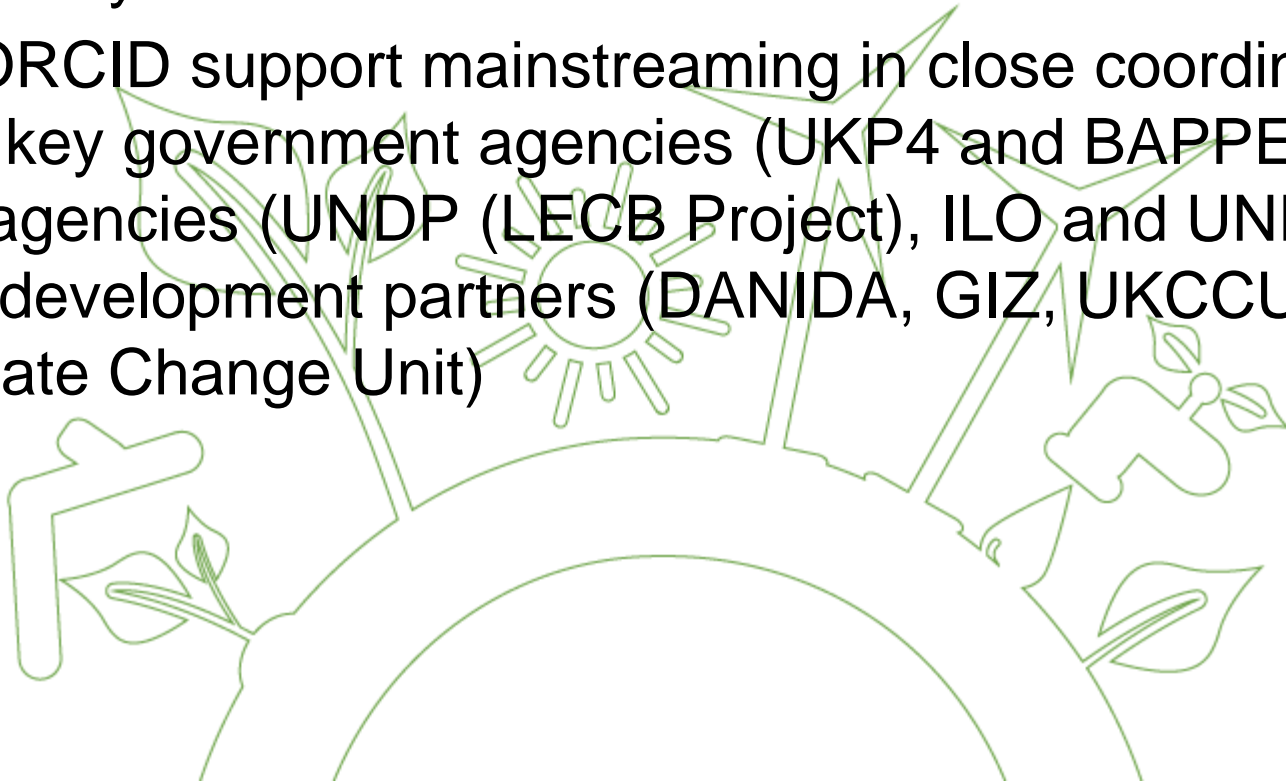 ORCID support mainstreaming in close coordin
key government agencies (UKP4 and BAPPE
agencies (UNDP (LECB Project), ILO and UN
development partners (DANIDA, GIZ, UKCCU
ate Change Unit)